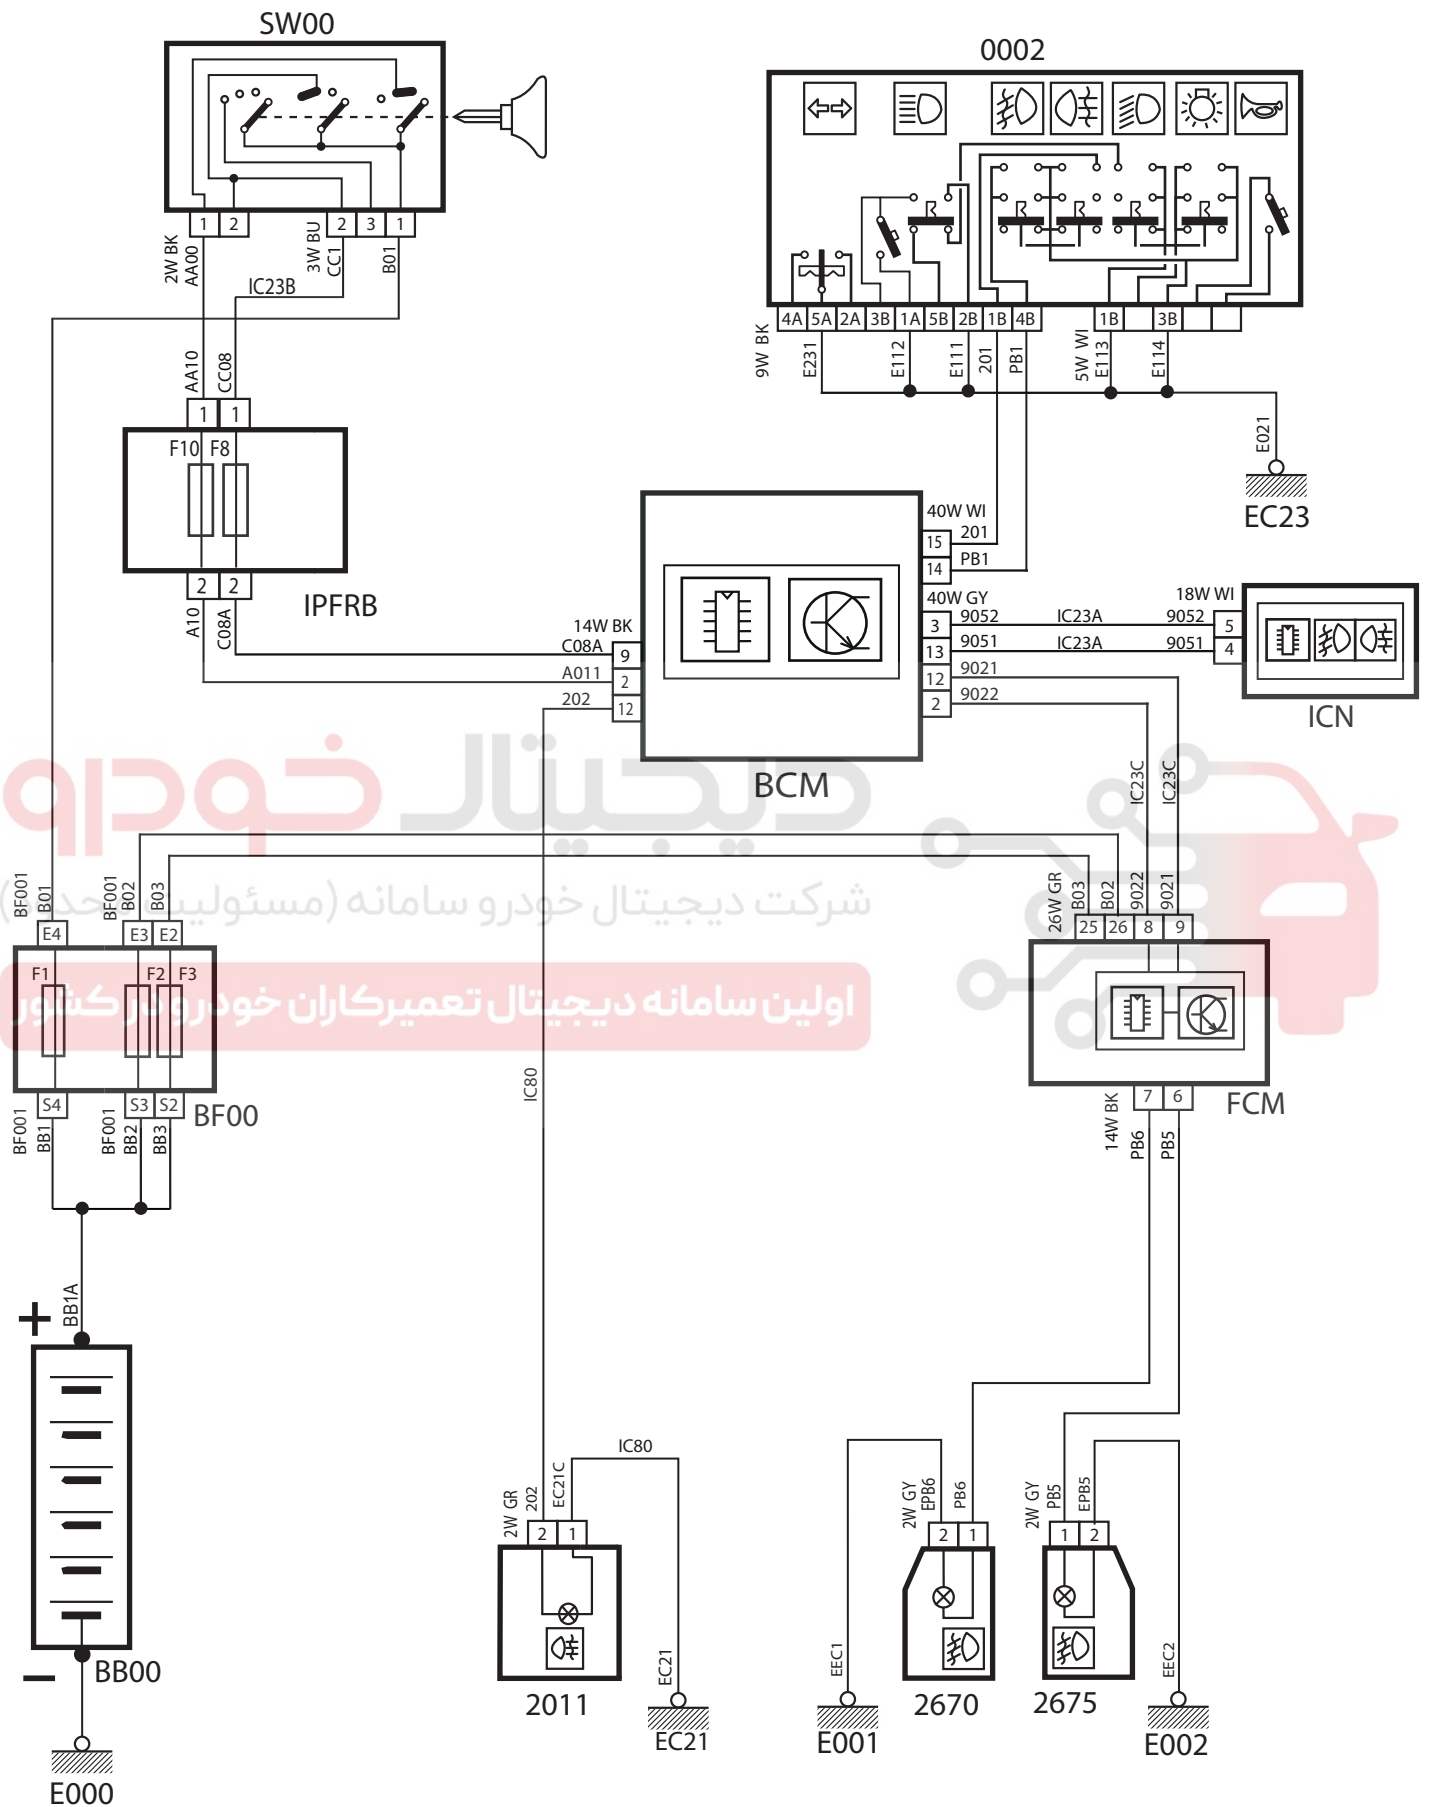 SW00
0002
1
2
2
3
1
2W BK
AA00
3W BU
CC1
B01
IC23B
4A
5A
2A
3B
1A
5B
2B
1B
4B
1B
3B
9W BK
E231
E112
E111
201
PB1
5W WI
E113
E114
E021
EC23
AA10
CC08
1
1
F10
F8
2
2
IPFRB
A10
C08A
14W BK
C08A
9
A011
2
202
12
BCM
40W WI
15
201
14
PB1
40W GY
3
9052
IC23A
9052
13
9051
IC23A
9051
12
9021
2
9022
18W WI
5
4
ICN
IC23C
IC23C
دیجیتال خودرو
شرکت دیجیتال خودرو سامانه (مسئولیت محدود)
اولین سامانه دیجیتال تعمیرکاران خودرو در کشور
BF001
B01
BF001
B02
B03
E4
E3
E2
F1
F2
F3
S4
S3
S2
BF00
BF001
BB1
BF001
BB2
BB3
26W GR
B03
B02
9022
9021
25
26
8
9
7
6
FCM
14W BK
PB6
PB5
IC80
BB1A
+
−
BB00
E000
IC80
2W GR
202
EC21C
2
1
2011
EC21
EC21
2W GY
EPB6
PB6
2
1
2670
EEC1
E001
2W GY
PB5
EPB5
1
2
2675
EEC2
E002